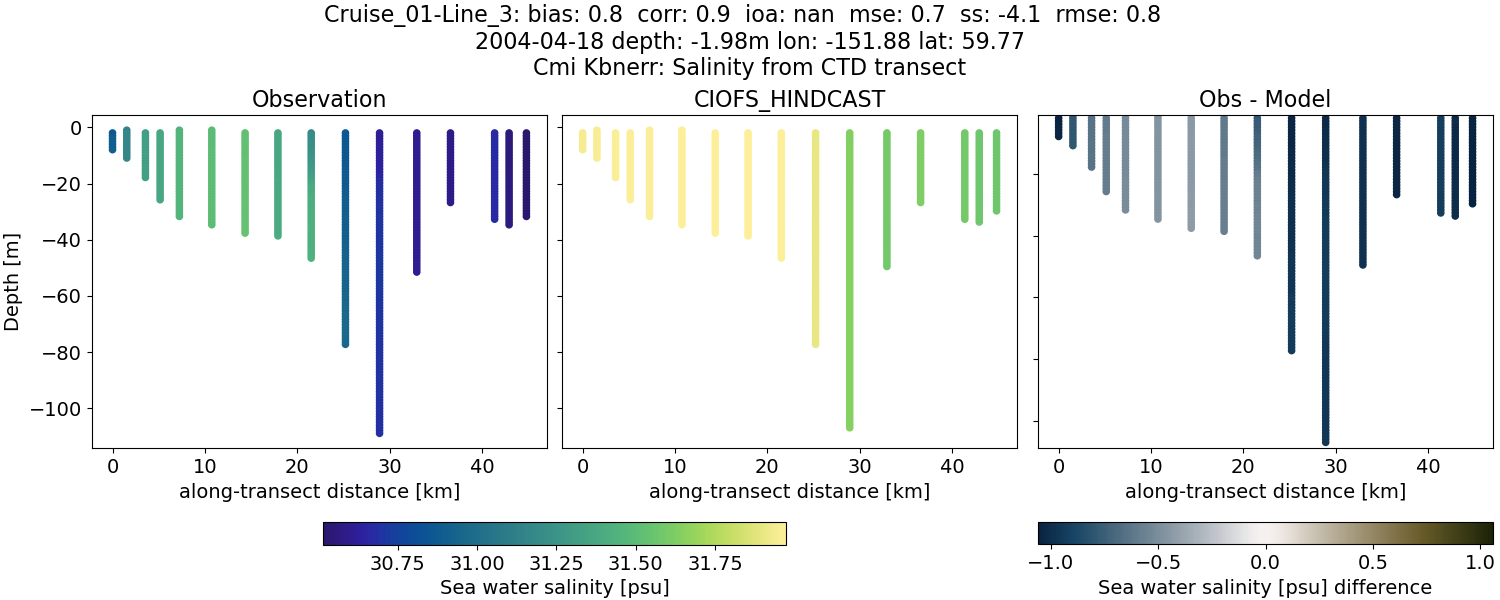 Cruise_01-Line_3: bias: 0.8  corr: 0.9  ioa: nan  mse: 0.7  ss: -4.1  rmse: 0.8
2004-04-18 depth: -1.98m lon: -151.88 lat: 59.77
Cmi Kbnerr: Salinity from CTD transect
Observation
CIOFS_HINDCAST
Obs - Model
Depth [m]
0
−20
−40
−60
−80
−100
0 10 20 30 40
0 10 20 30 40
0 10 20 30 40
along-transect distance [km]
along-transect distance [km]
along-transect distance [km]
30.75 31.00 31.25 31.50 31.75
Sea water salinity [psu]
−1.0 −0.5 0.0 0.5 1.0
Sea water salinity [psu] difference